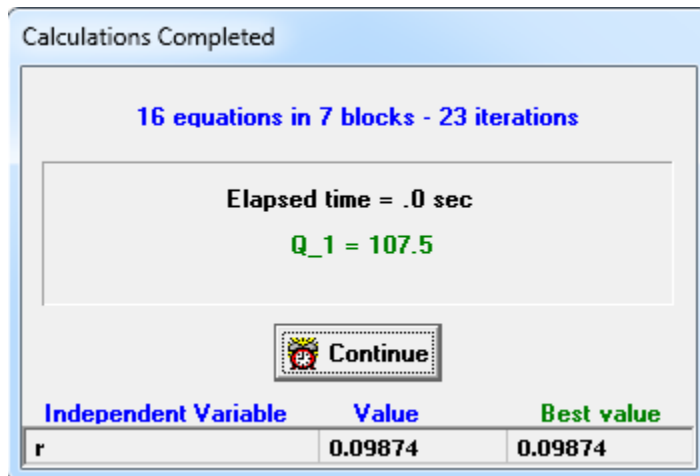 Calculations Completed
16 equations in 7 blocks - 23 iterations
Elapsed time = .0 sec
Q_1 = 107.5
Continue
Independent Variable Value Best value
r 0.09874 0.09874